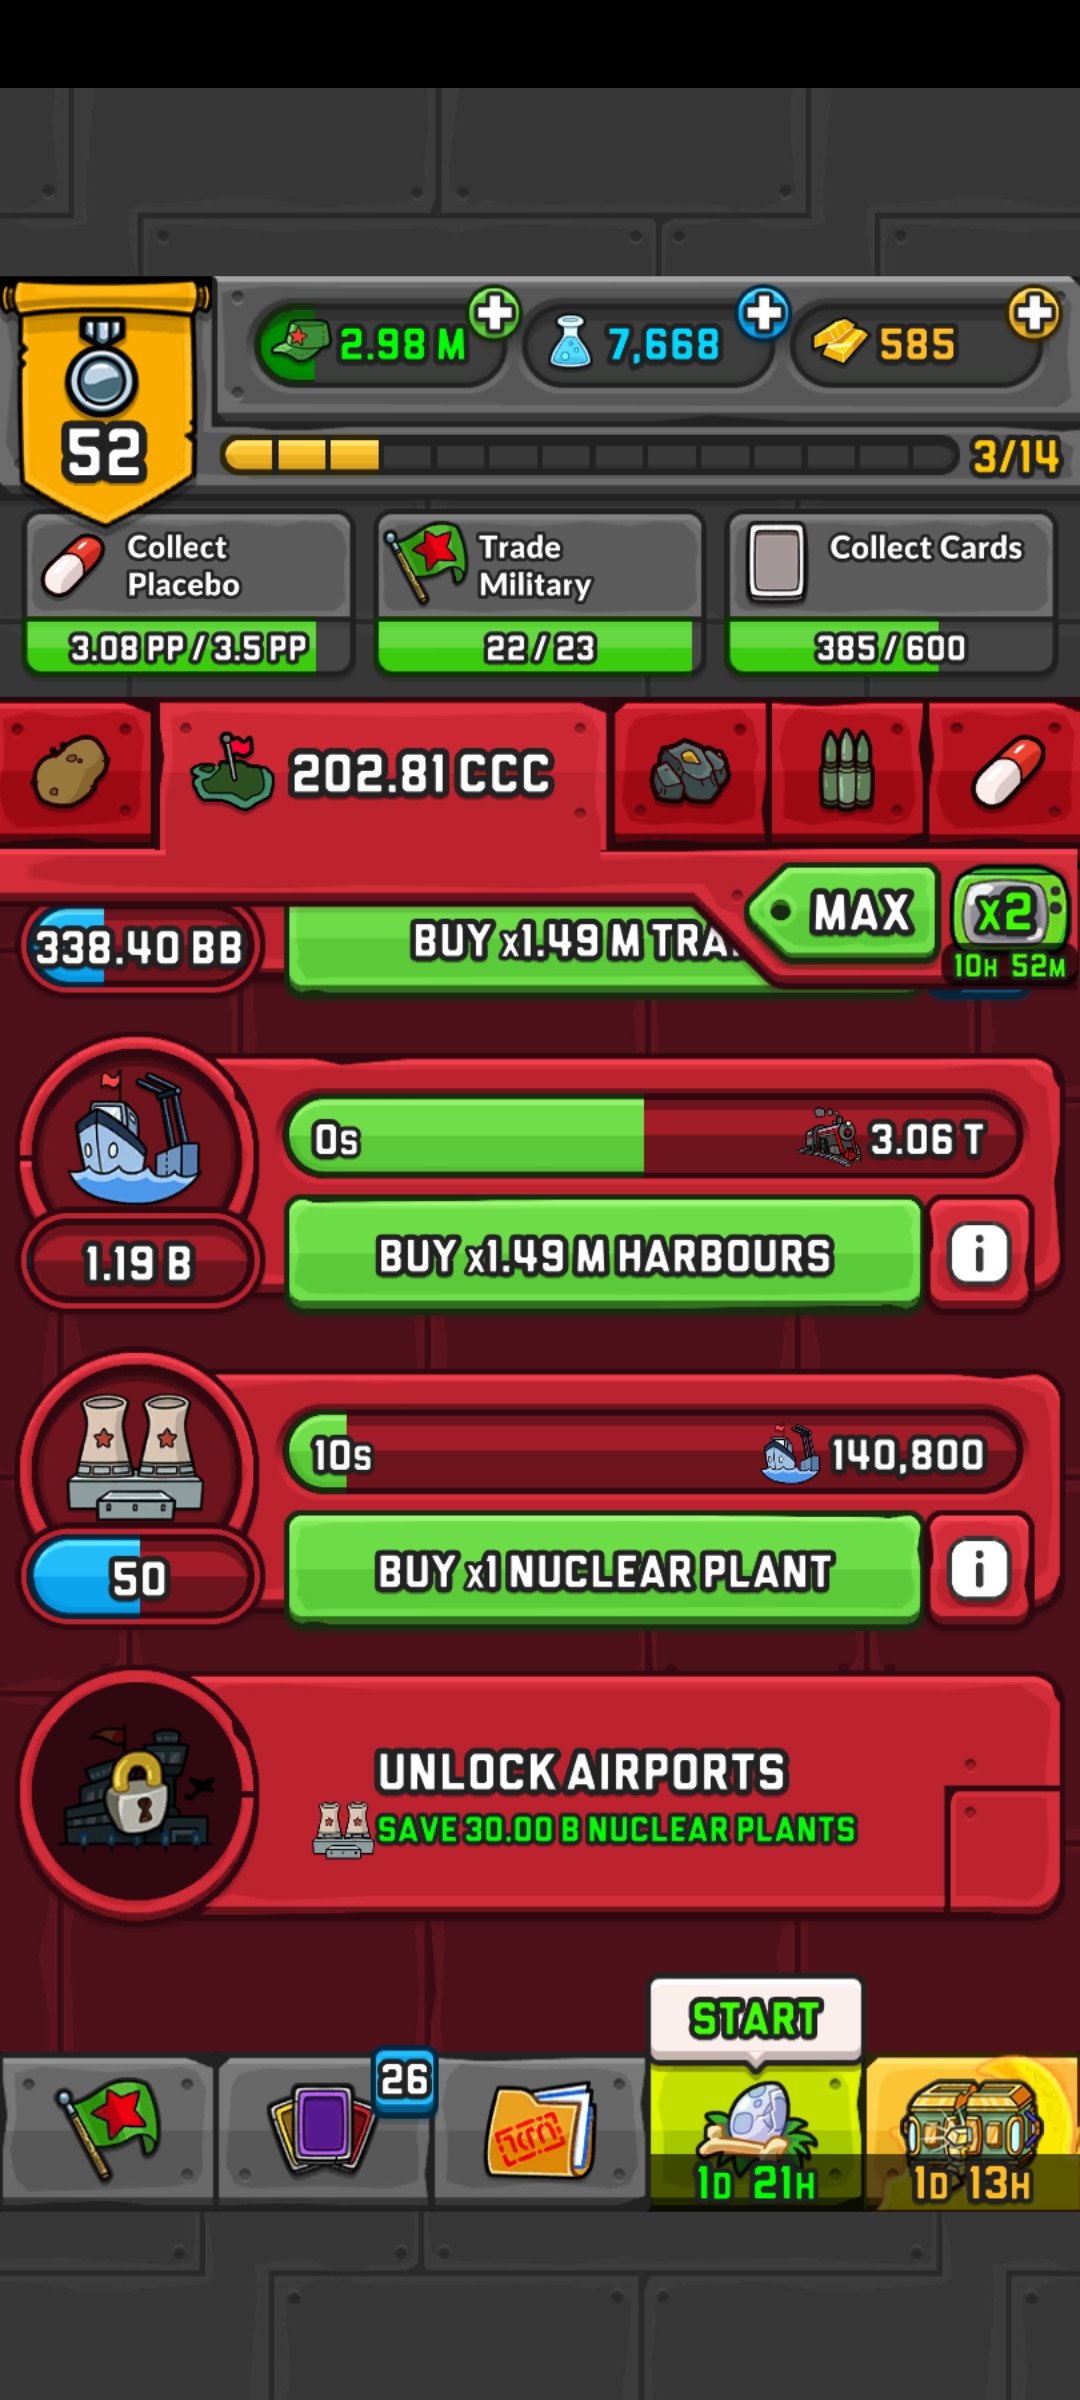 2.98 M
7,668
585
52
3/14
Collect
Placebo
3.08 PP / 3.5 PP
Trade
Military
22 / 23
Collect Cards
385 / 600
202.81 CCC
MAX
x2
10H 52M
338.40 BB
BUY x1.49 M TRA
0s
3.06 T
1.19 B
BUY x1.49 M HARBOURS
i
10s
140,800
50
BUY x1 NUCLEAR PLANT
i
UNLOCK AIRPORTS
SAVE 30.00 B NUCLEAR PLANTS
START
26
1D 21H
1D 13H